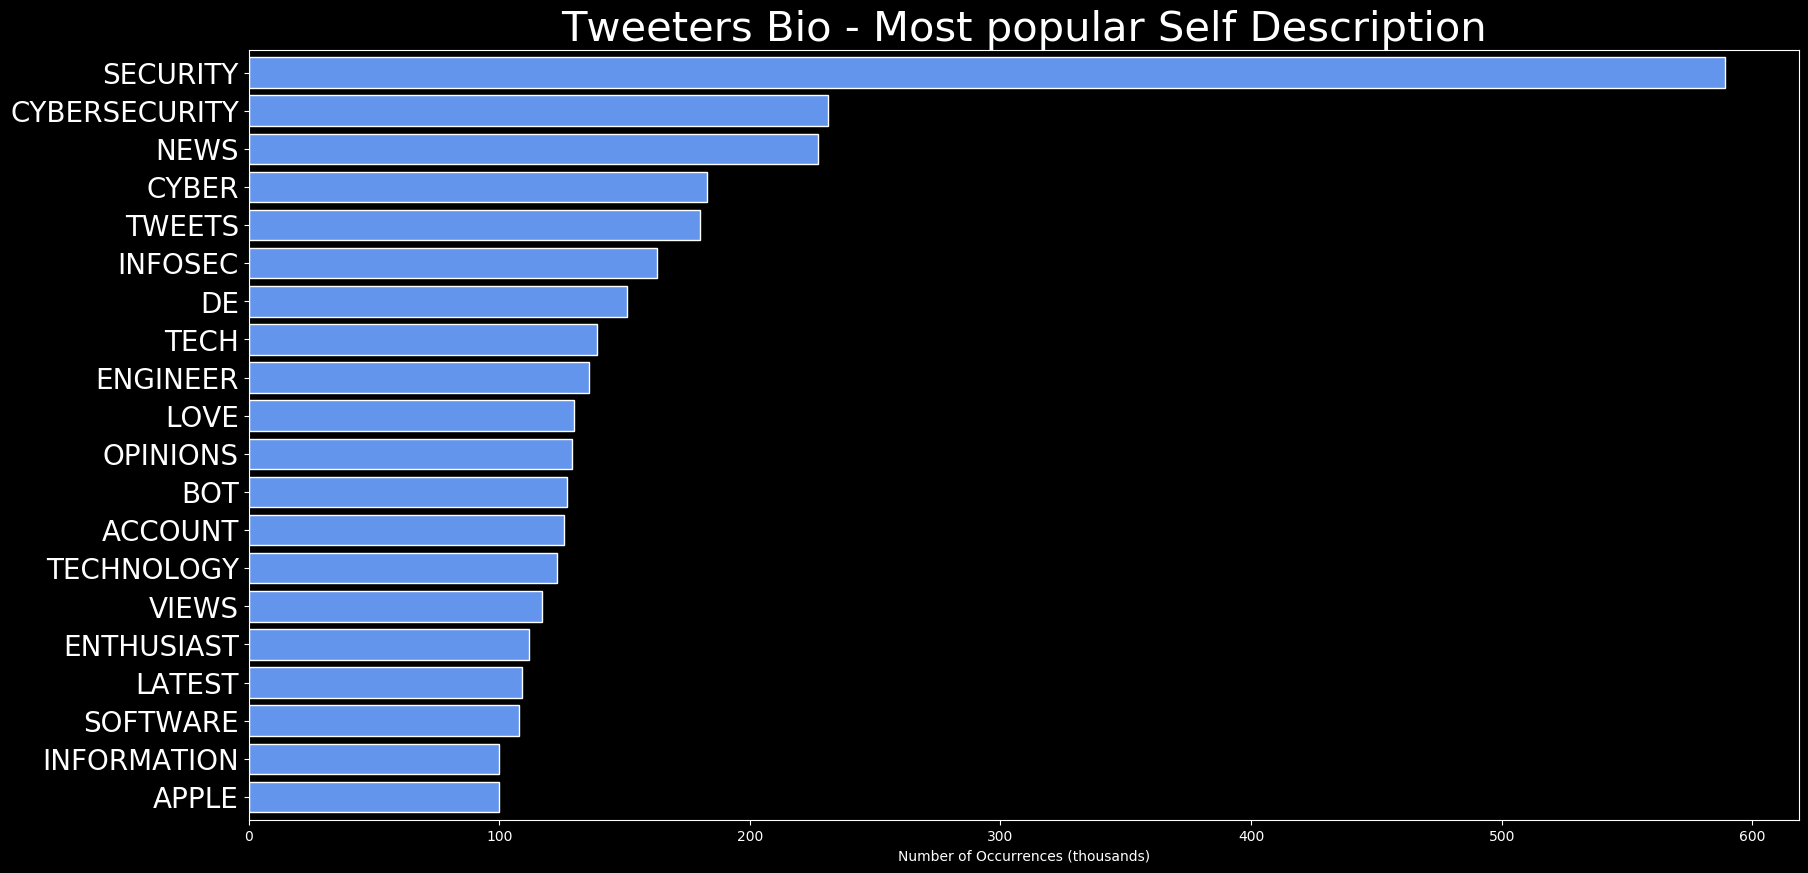 Tweeters Bio - Most popular Self Description
SECURITY
CYBERSECURITY
NEWS
CYBER
TWEETS
INFOSEC
DE
TECH
ENGINEER
LOVE
OPINIONS
BOT
ACCOUNT
TECHNOLOGY
VIEWS
ENTHUSIAST
LATEST
SOFTWARE
INFORMATION
APPLE
0 100 200 300 400 500 600
Number of Occurrences (thousands)